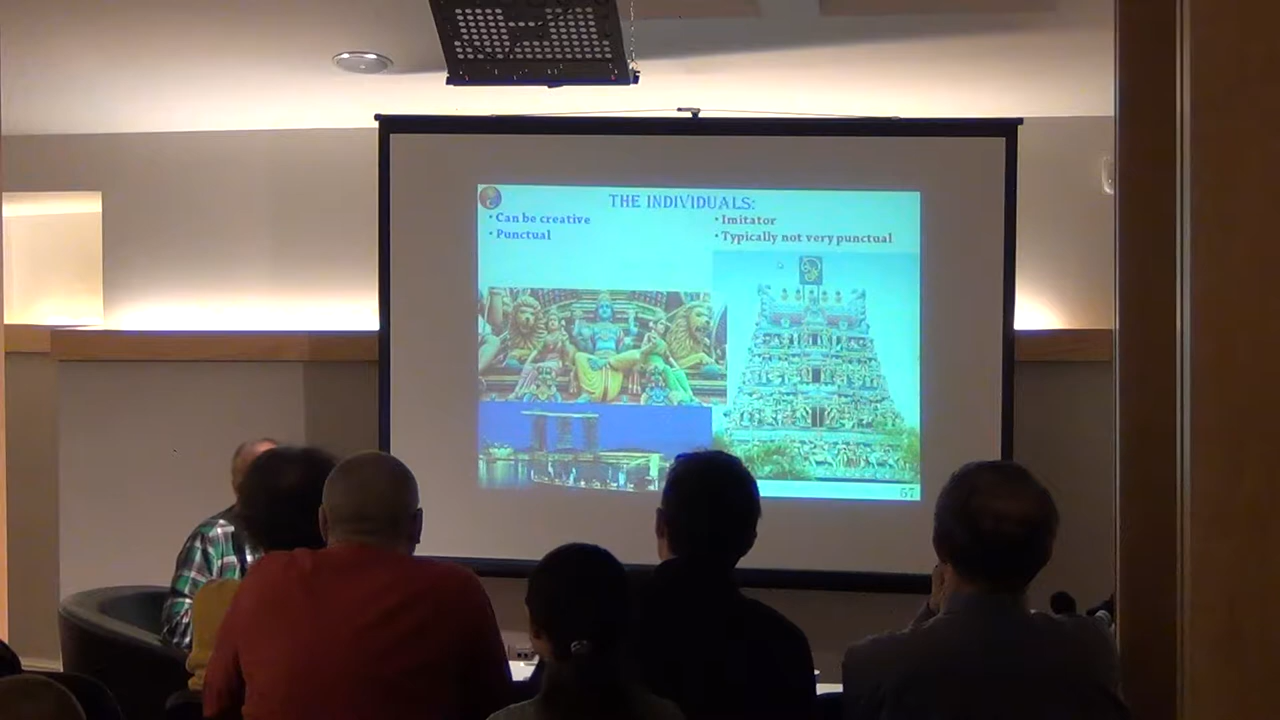 THE INDIVIDUALS:
• Can be creative
• Punctual
• Imitator
• Typically not very punctual
67